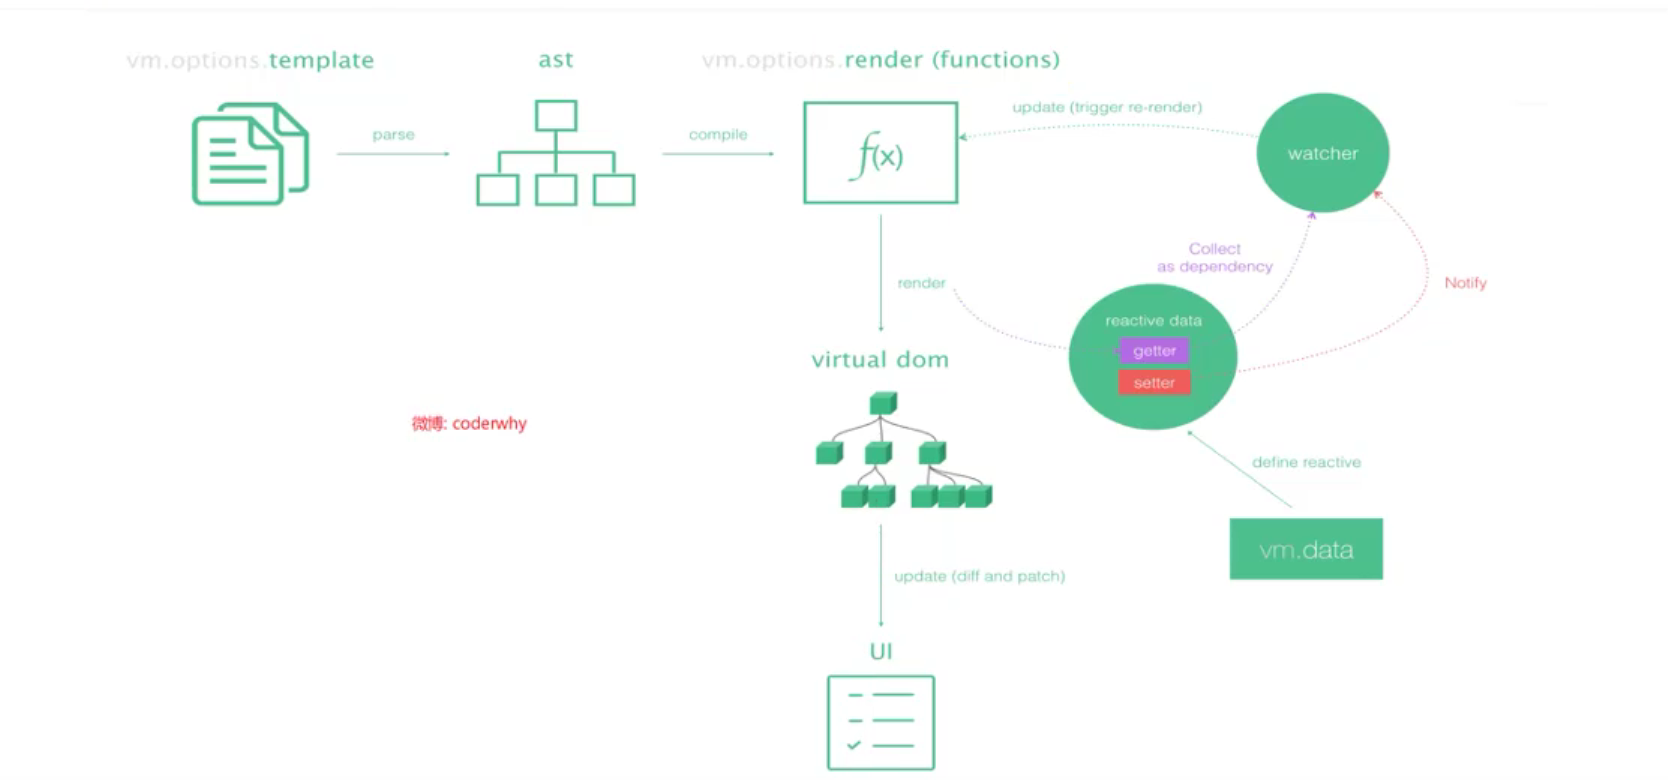 vm.options.template
ast
vm.options.render (functions)
parse
compile
f(x)
update (trigger re-render)
watcher
Collect
as dependency
render
Notify
reactive data
getter
setter
virtual dom
微博: coderwhy
define reactive
vm.data
update (diff and patch)
UI